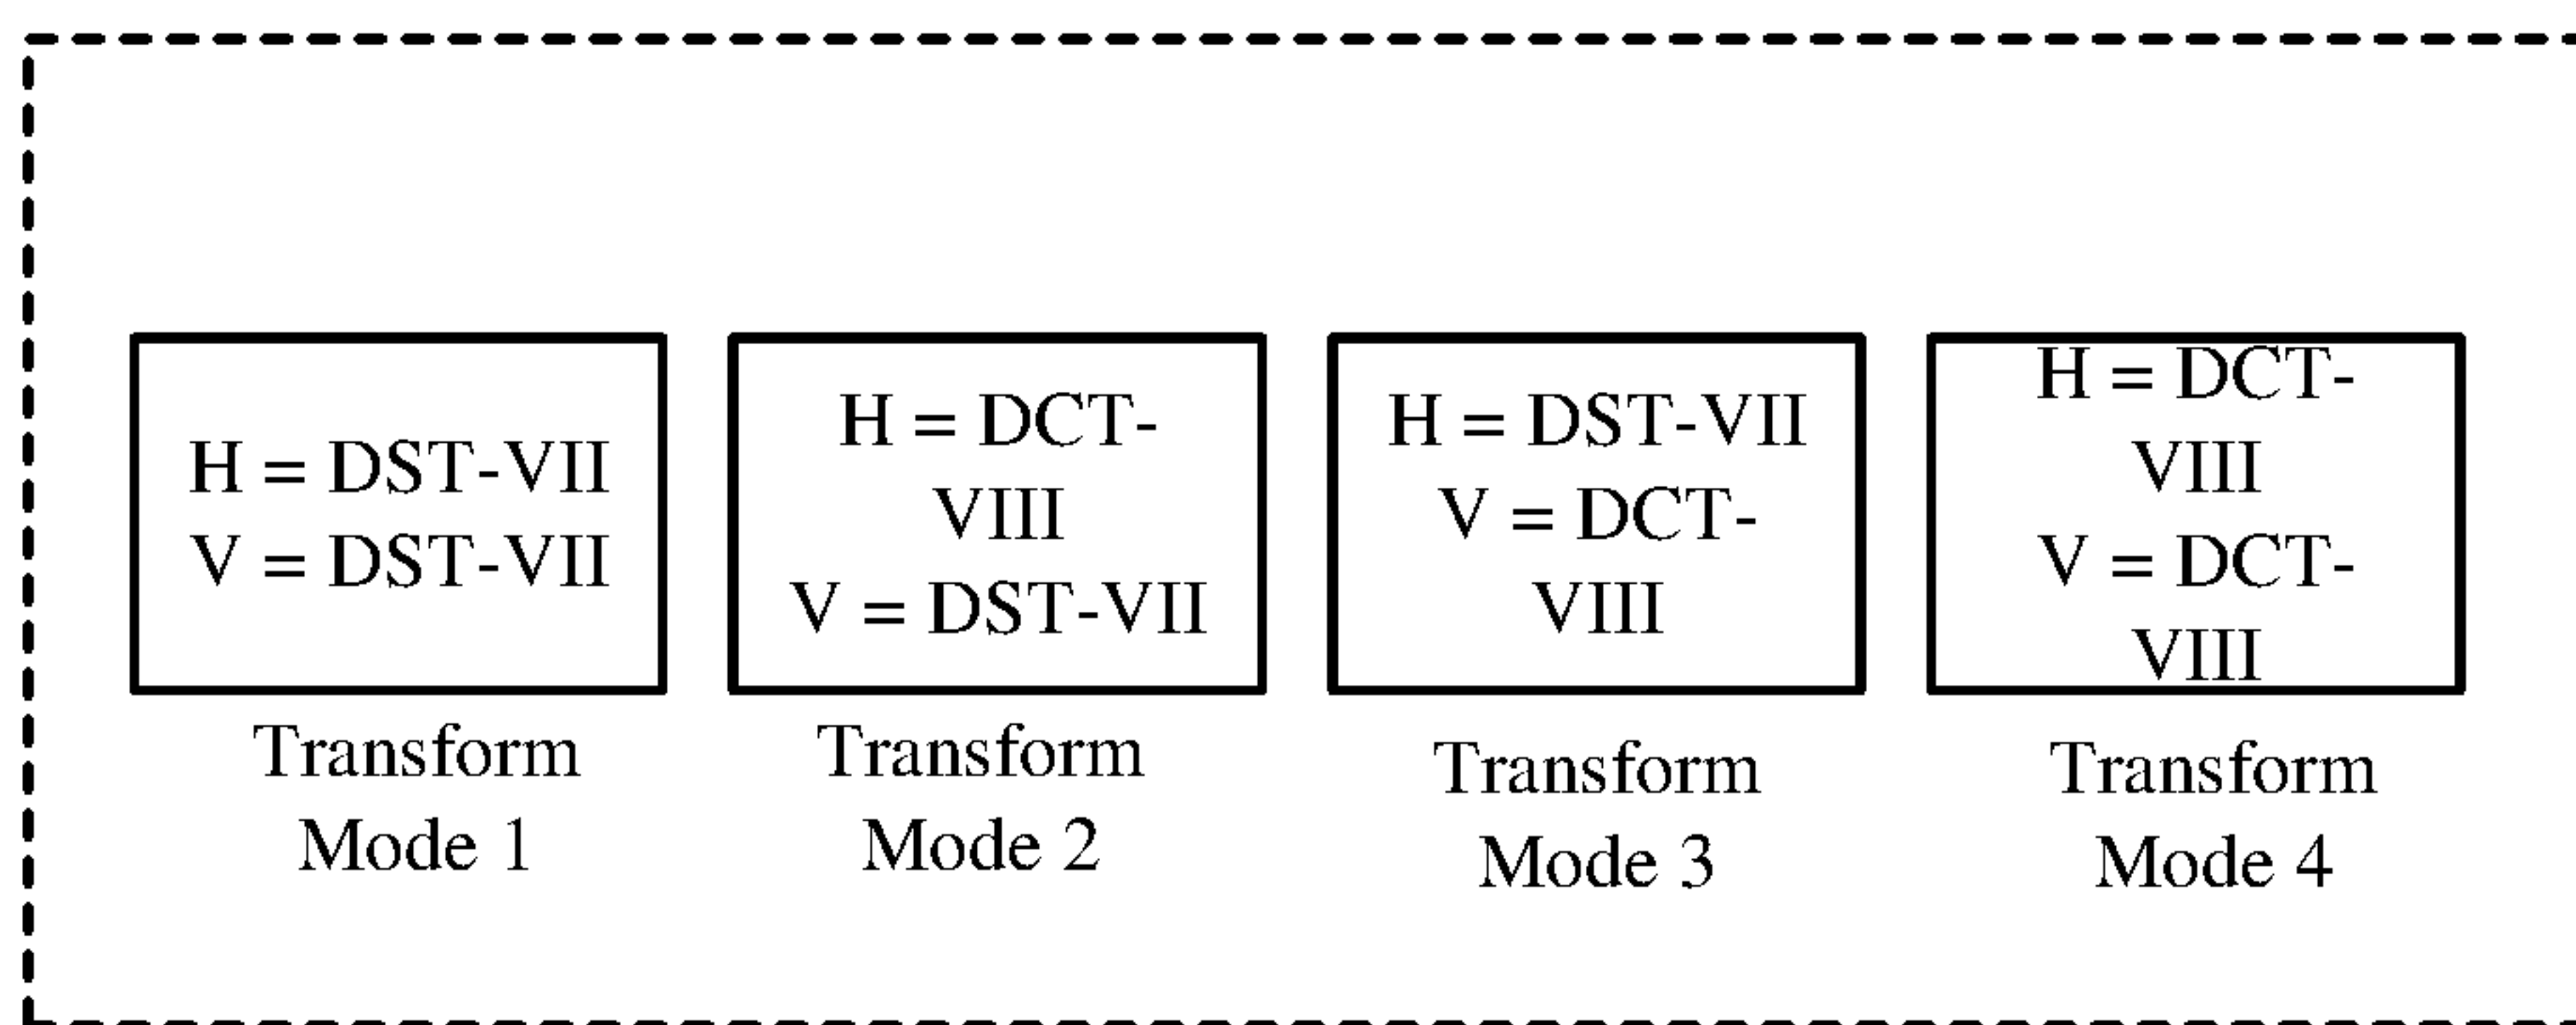 H = DST-VII
V = DST-VII
Transform
Mode 1
H = DCT-
VIII
V = DST-VII
Transform
Mode 2
H = DST-VII
V = DCT-
VIII
Transform
Mode 3
H = DCT-
VIII
V = DCT-
VIII
Transform
Mode 4